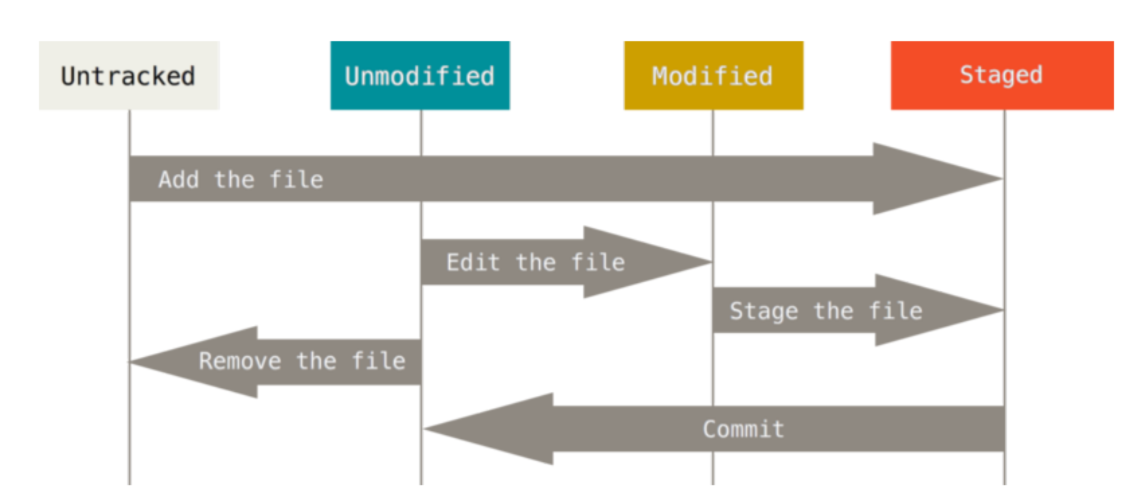 Untracked
Unmodified
Modified
Staged
Add the file
Edit the file
Stage the file
Remove the file
Commit